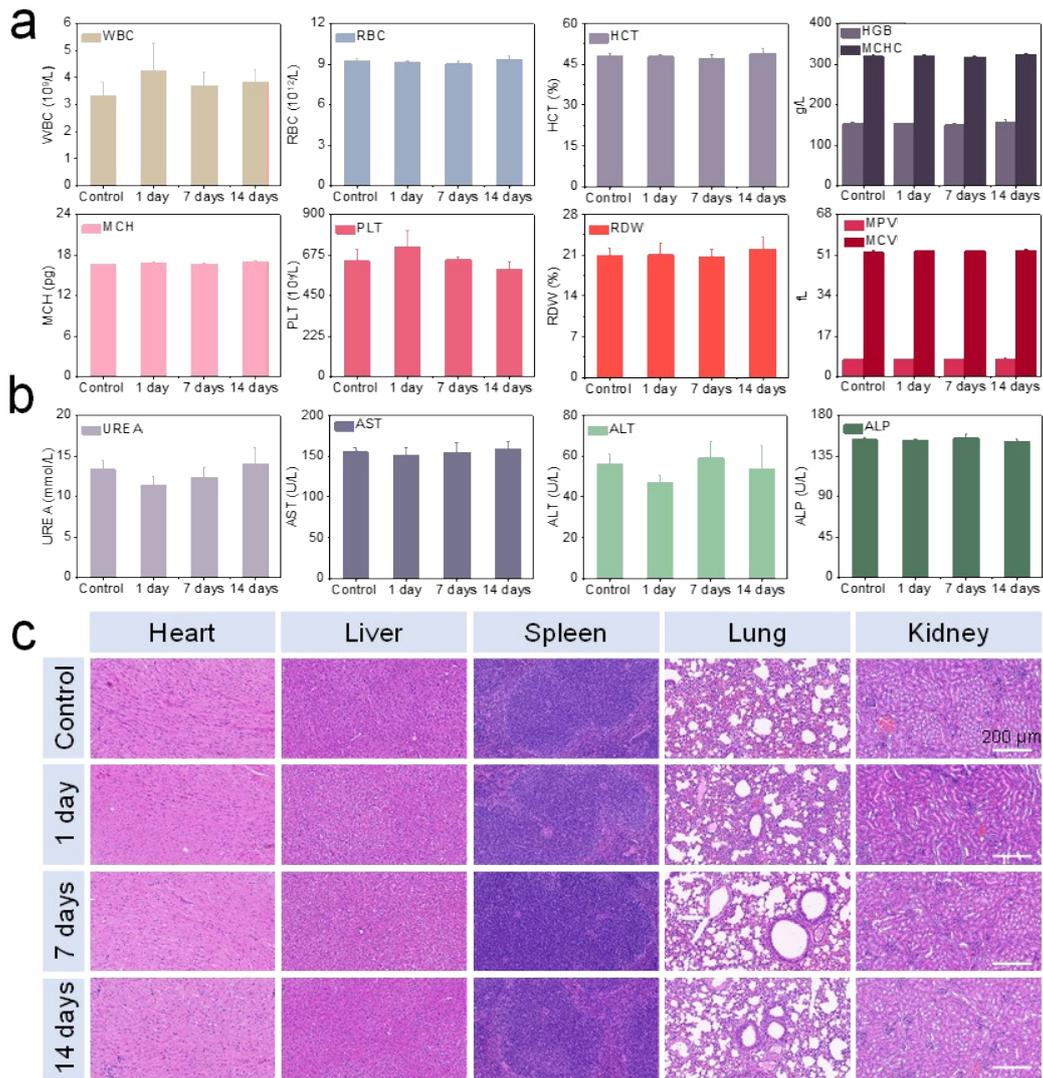 a
WBC
WBC (10⁹/L)
6
5
4
3
2
1
0
Control 1 day 7 days 14 days
RBC
RBC (10¹²/L)
12
9
6
3
0
Control 1 day 7 days 14 days
HCT
HCT (%)
60
45
30
15
0
Control 1 day 7 days 14 days
HGB
MCHC
g/L
400
300
200
100
0
Control 1 day 7 days 14 days
MCH
MCH (pg)
24
18
12
6
0
Control 1 day 7 days 14 days
PLT
PLT (10⁹/L)
900
675
450
225
0
Control 1 day 7 days 14 days
RDW
RDW (%)
28
21
14
7
0
Control 1 day 7 days 14 days
MPV
MCV
fL
68
51
34
17
0
Control 1 day 7 days 14 days
b
UREA
UREA (mmol/L)
20
15
10
5
0
Control 1 day 7 days 14 days
AST
AST (U/L)
200
150
100
50
0
Control 1 day 7 days 14 days
ALT
ALT (U/L)
80
60
40
20
0
Control 1 day 7 days 14 days
ALP
ALP (U/L)
180
135
90
45
0
Control 1 day 7 days 14 days
c
Heart Liver Spleen Lung Kidney
Control
200 µm
1 day
7 days
14 days